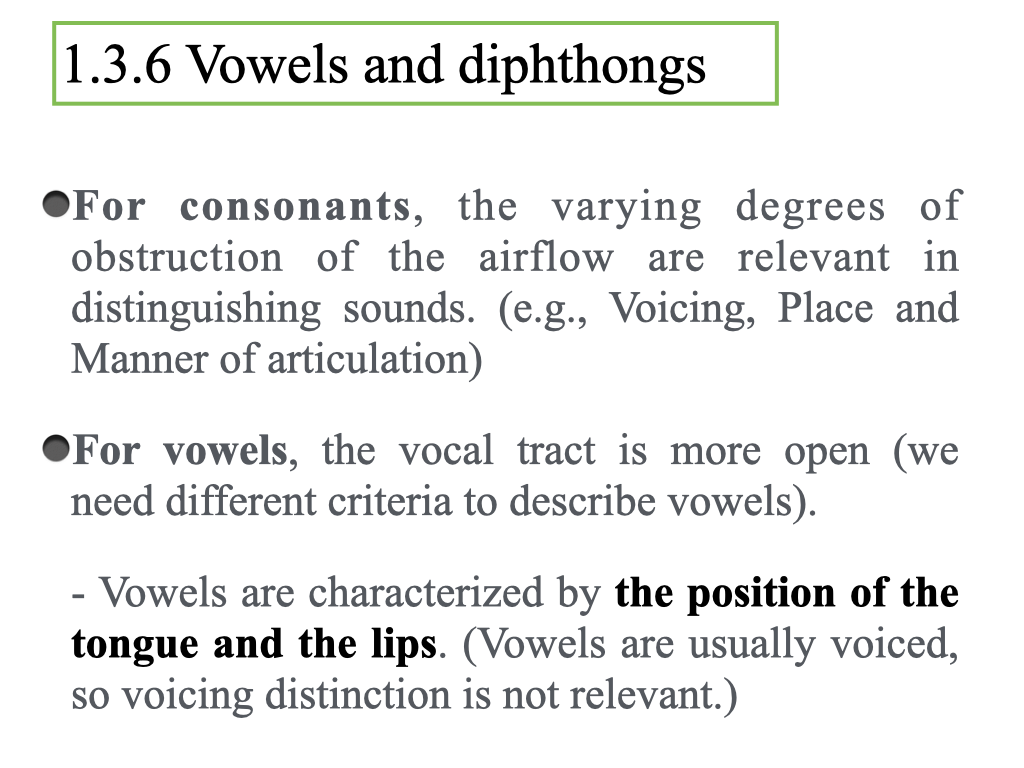 1.3.6 Vowels and diphthongs
For consonants, the varying degrees of
obstruction of the airflow are relevant in
distinguishing sounds. (e.g., Voicing, Place and
Manner of articulation)
For vowels, the vocal tract is more open (we
need different criteria to describe vowels).
- Vowels are characterized by the position of the
tongue and the lips. (Vowels are usually voiced,
so voicing distinction is not relevant.)